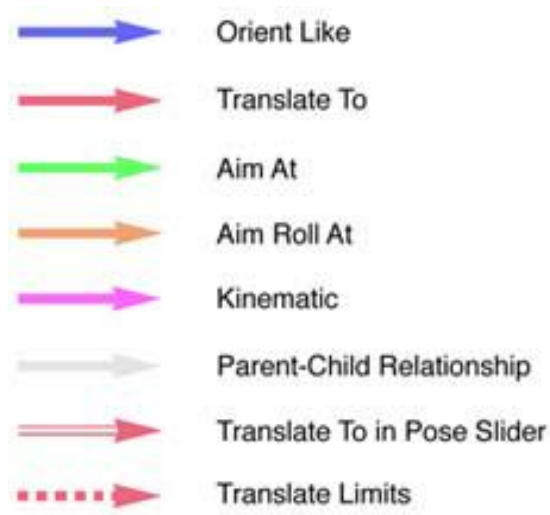 Orient Like
Translate To
Aim At
Aim Roll At
Kinematic
Parent-Child Relationship
Translate To in Pose Slider
Translate Limits